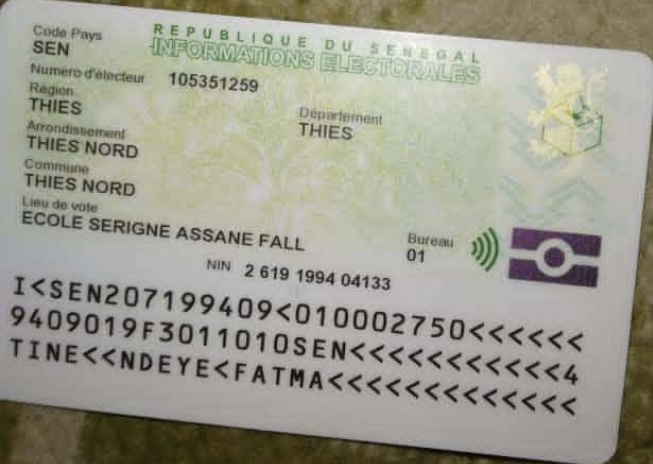 REPUBLIQUE DU SENEGAL
INFORMATIONS ELECTORALES
Code Pays
SEN
Numero d'électeur 105351259
Région
THIES
Département
THIES
Arrondissement
THIES NORD
Commune
THIES NORD
Lieu de vote
ECOLE SERIGNE ASSANE FALL
Bureau
01
NIN 2 619 1994 04133
I<SEN207199409<010002750<<<<<<
9409019F3011010SEN<<<<<<<<<<<4
TINE<<NDEYE<FATMA<<<<<<<<<<<<<